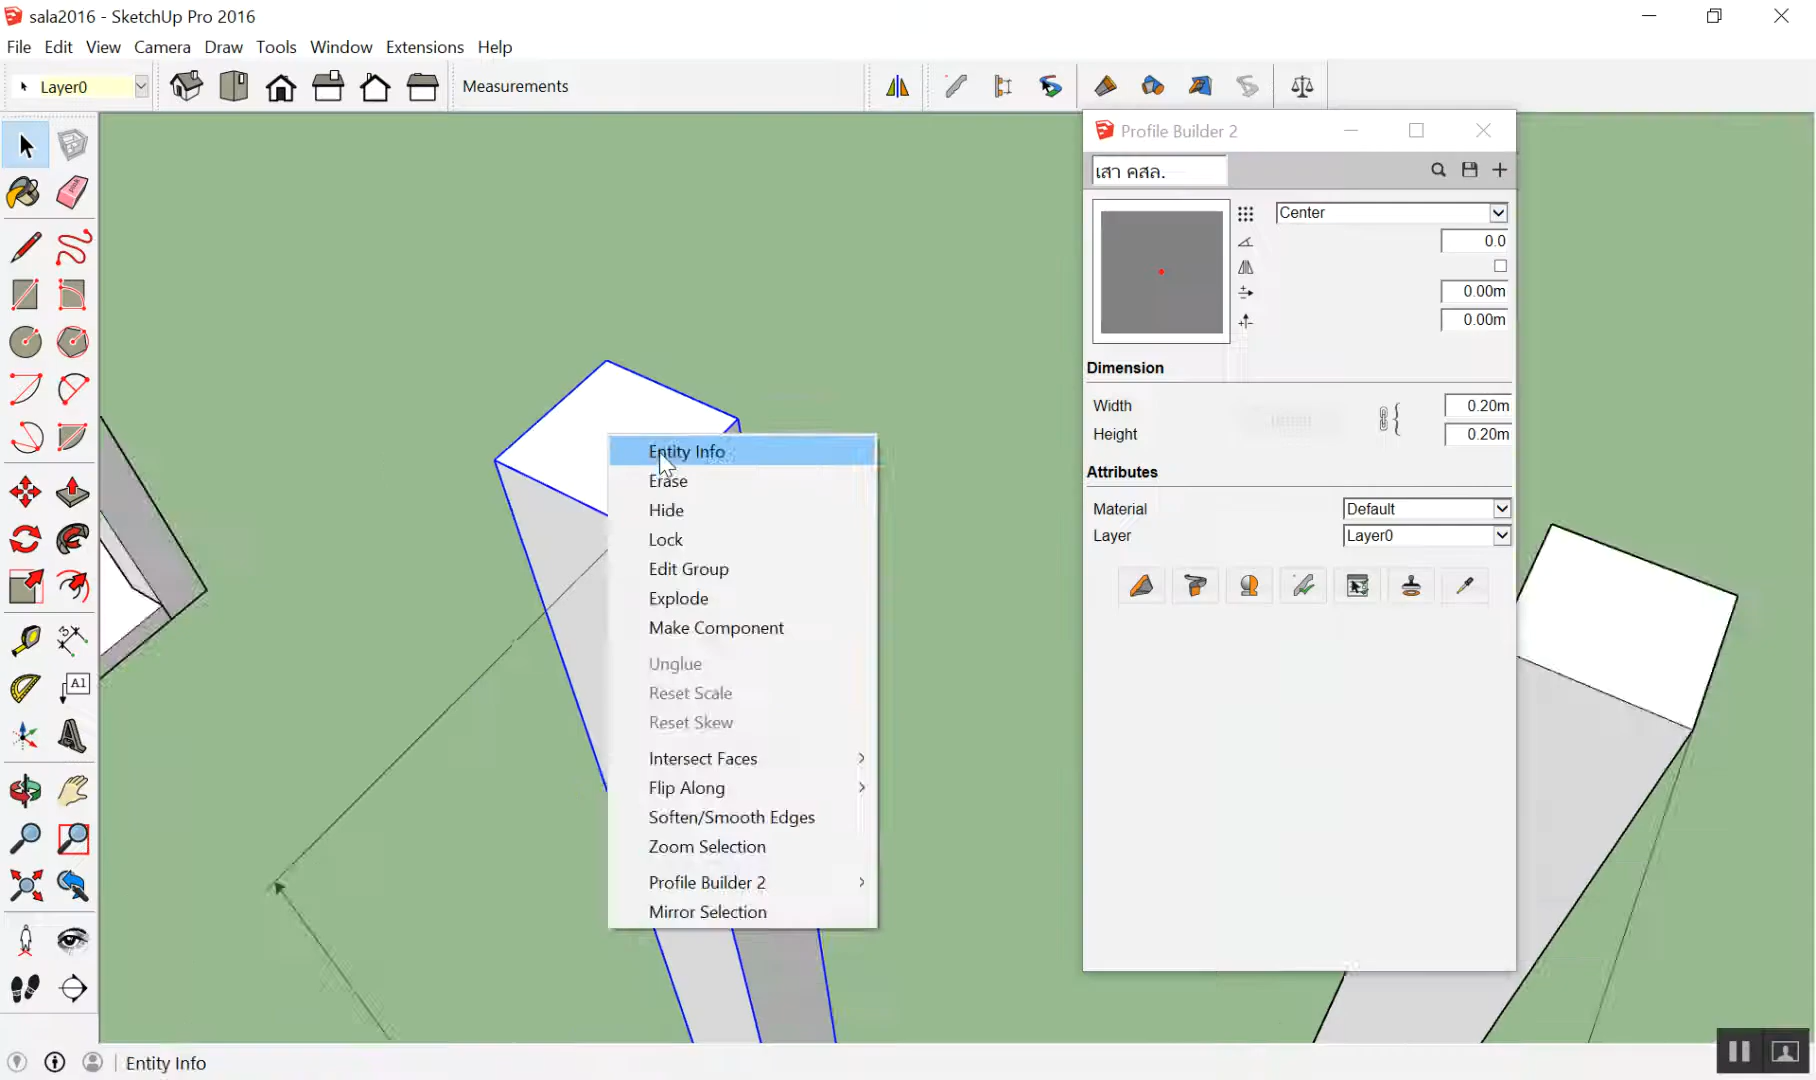 sala2016 - SketchUp Pro 2016
File Edit View Camera Draw Tools Window Extensions Help
Layer0
Measurements
Profile Builder 2
เสา คสล.
Center
0.0
0.00m
0.00m
Dimension
Width 0.20m
Height 0.20m
Attributes
Material Default
Layer Layer0
Entity Info
Erase
Hide
Lock
Edit Group
Explode
Make Component
Unglue
Reset Scale
Reset Skew
Intersect Faces
Flip Along
Soften/Smooth Edges
Zoom Selection
Profile Builder 2
Mirror Selection
A1
Entity Info